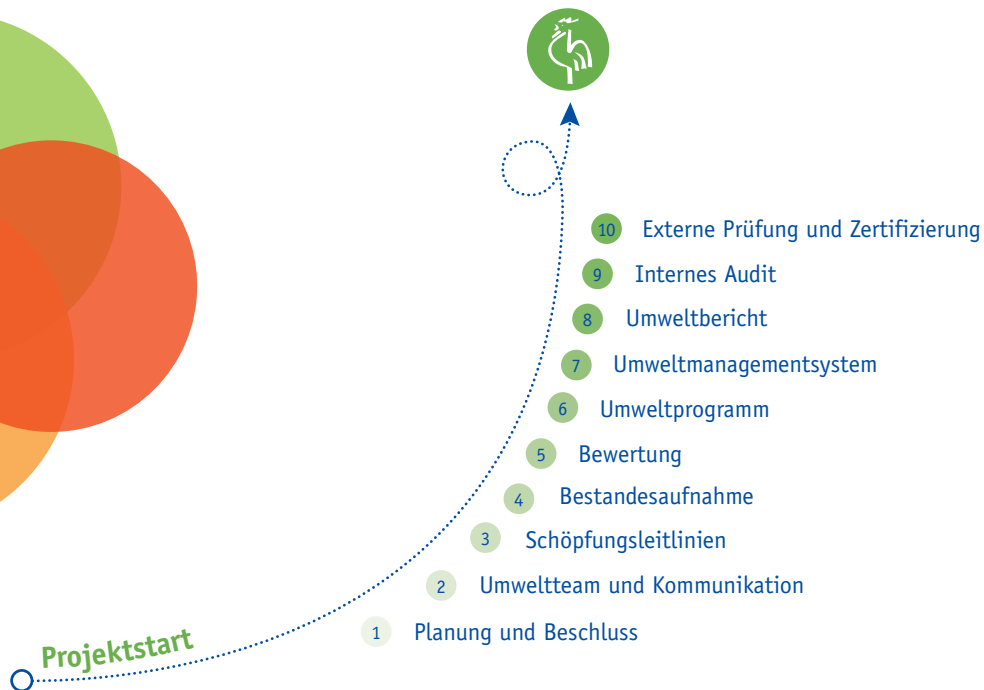 10 Externe Prüfung und Zertifizierung
9 Internes Audit
8 Umweltbericht
7 Umweltmanagementsystem
6 Umweltprogramm
5 Bewertung
4 Bestandesaufnahme
3 Schöpfungsleitlinien
2 Umweltteam und Kommunikation
1 Planung und Beschluss
Projektstart